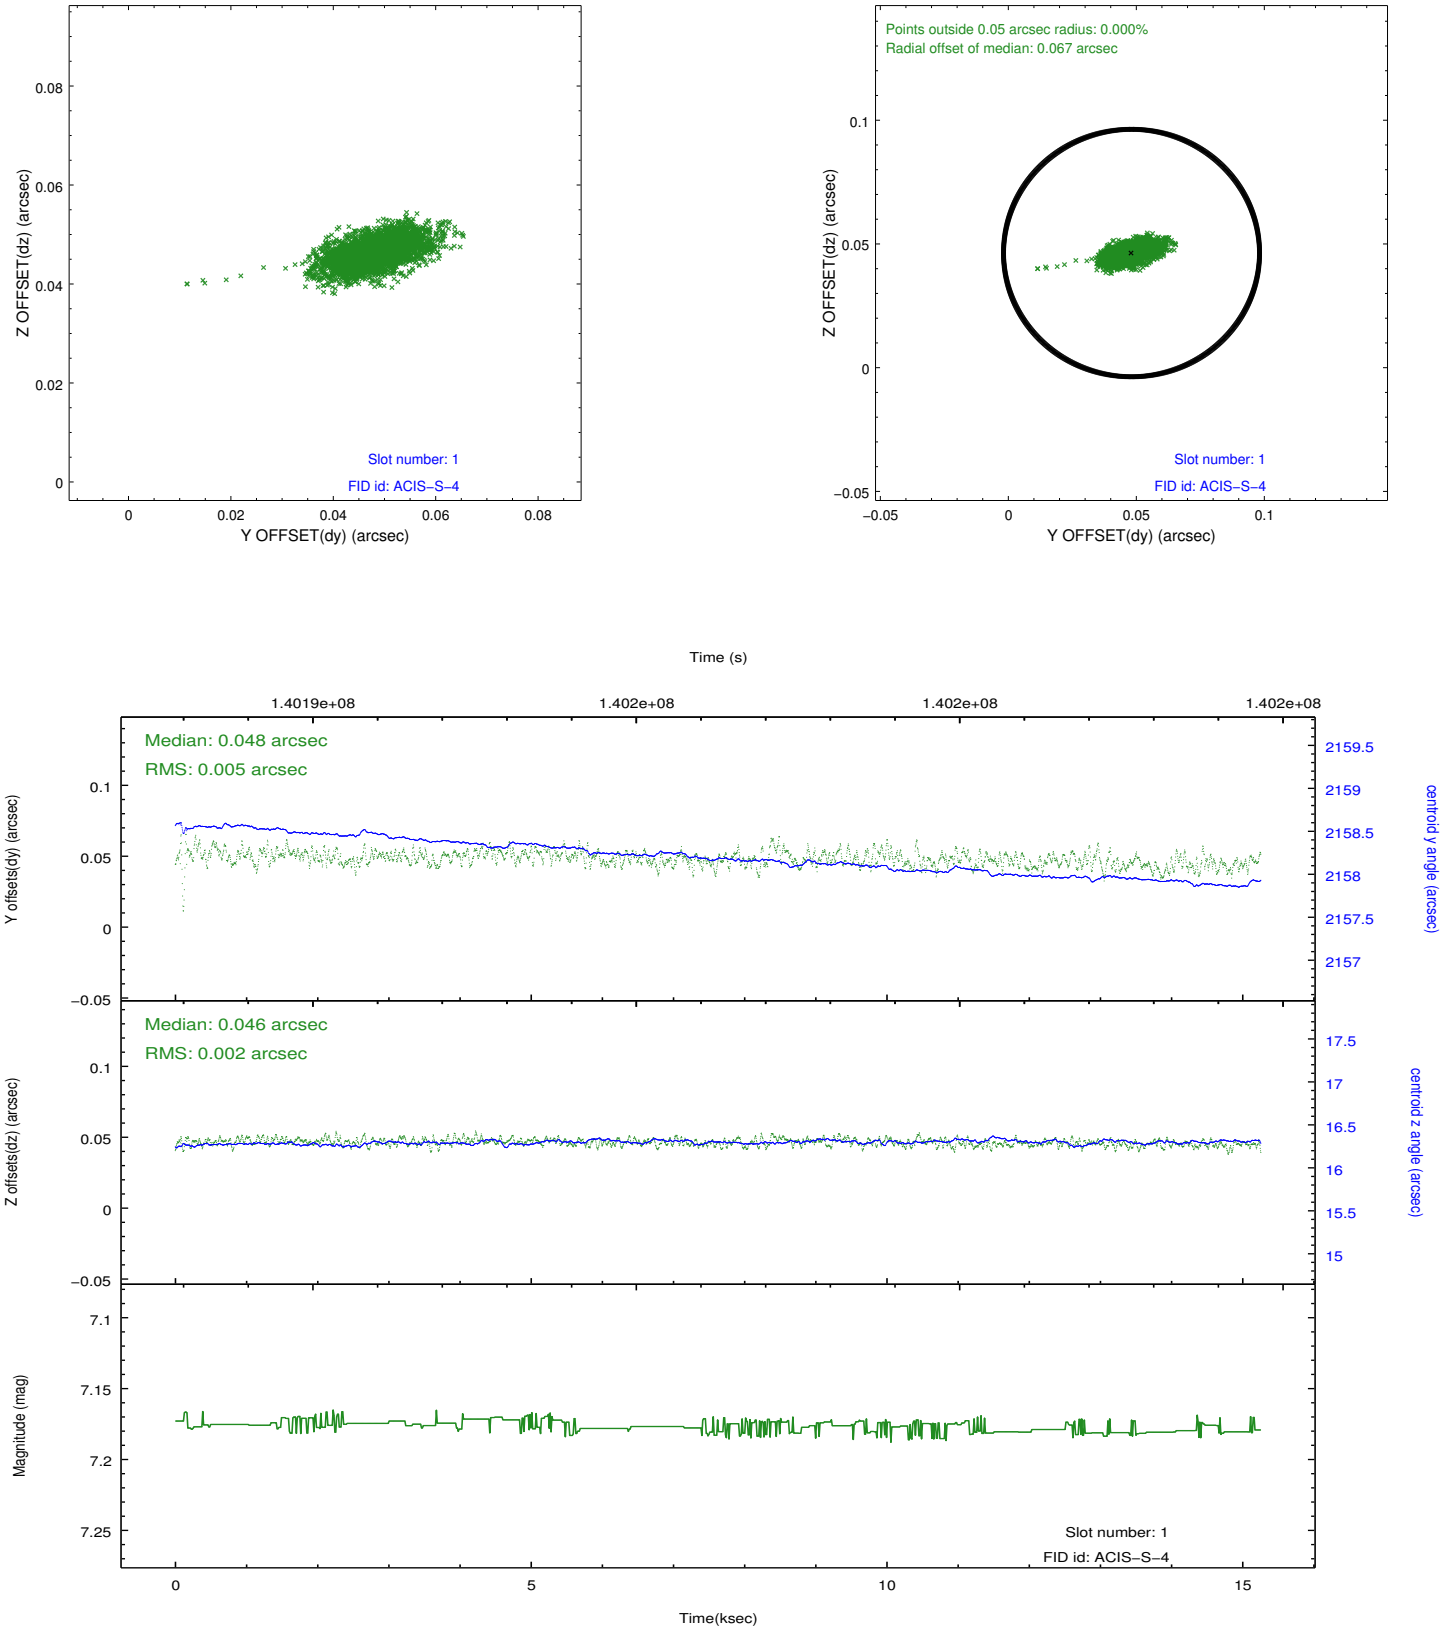 0.08
0.06
0.04
0.02
0
Z OFFSET(dz) (arcsec)
Slot number: 1
FID id: ACIS−S−4
0 0.02 0.04 0.06 0.08
Y OFFSET(dy) (arcsec)
Points outside 0.05 arcsec radius: 0.000%
Radial offset of median: 0.067 arcsec
0.1
0.05
0
−0.05
Z OFFSET(dz) (arcsec)
Slot number: 1
FID id: ACIS−S−4
−0.05 0 0.05 0.1
Y OFFSET(dy) (arcsec)
Time (s)
1.4019e+08 1.402e+08 1.402e+08 1.402e+08
Median: 0.048 arcsec
RMS: 0.005 arcsec
0.1
0.05
0
−0.05
Y offsets(dy) (arcsec)
2159.5
2159
2158.5
2158
2157.5
2157
centroid y angle (arcsec)
Median: 0.046 arcsec
RMS: 0.002 arcsec
0.1
0.05
0
−0.05
Z offsets(dz) (arcsec)
17.5
17
16.5
16
15.5
15
centroid z angle (arcsec)
7.1
7.15
7.2
7.25
Magnitude (mag)
Slot number: 1
FID id: ACIS−S−4
0 5 10 15
Time(ksec)